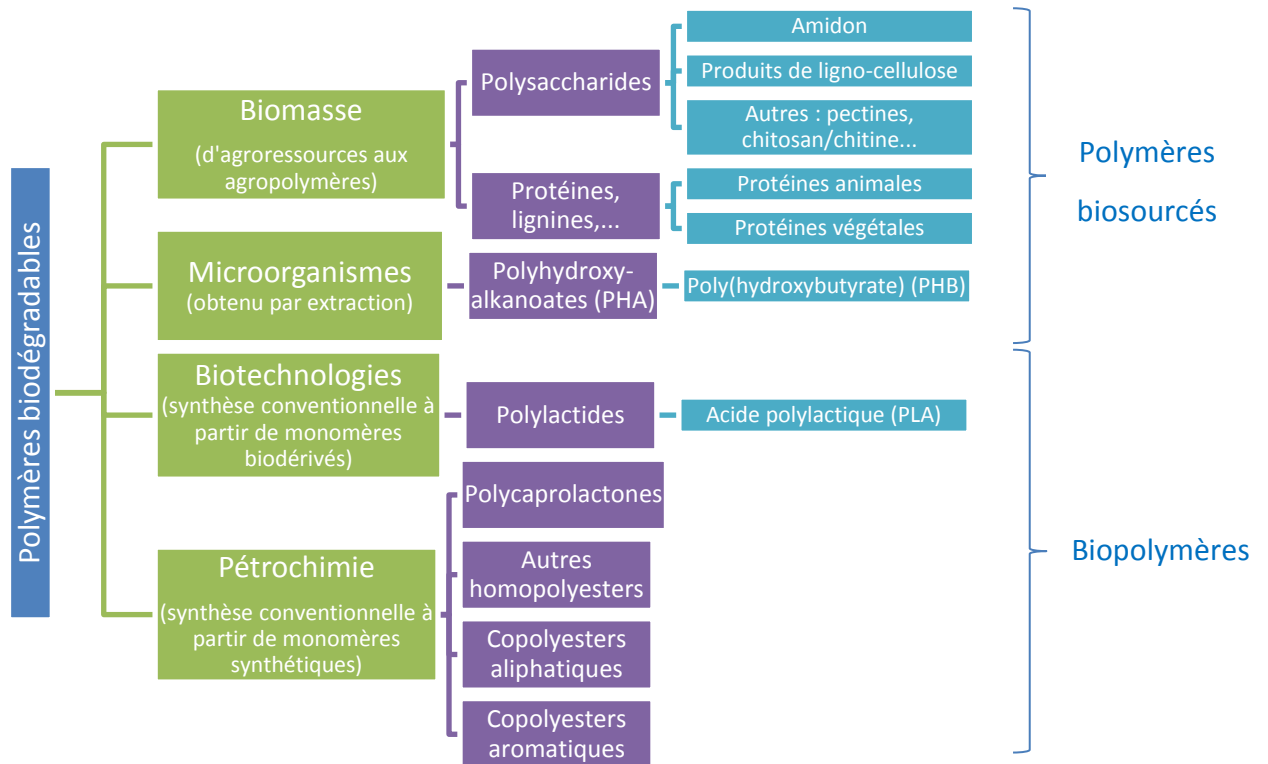 Polymères biodégradables
Biomasse
(d'agroressources aux
agropolymères)
Polysaccharides
Amidon
Produits de ligno-cellulose
Autres : pectines,
chitosan/chitine...
Protéines,
lignines,...
Protéines animales
Protéines végétales
Microorganismes
(obtenu par extraction)
Polyhydroxy-
alkanoates (PHA)
Poly(hydroxybutyrate) (PHB)
Polymères
biosourcés
Biotechnologies
(synthèse conventionnelle à
partir de monomères
biodérivés)
Polylactides
Acide polylactique (PLA)
Pétrochimie
(synthèse conventionnelle à
partir de monomères
synthétiques)
Polycaprolactones
Autres
homopolyesters
Copolyesters
aliphatiques
Copolyesters
aromatiques
Biopolymères